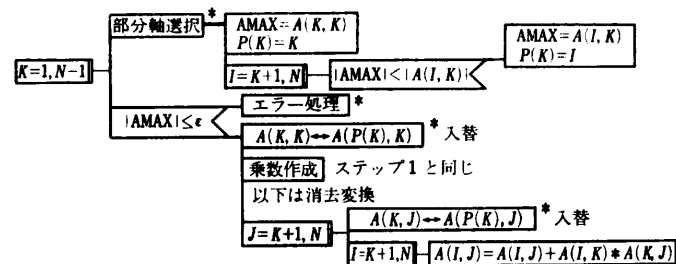 部分軸選択 *
AMAX=A(K, K)
P(K)=K
AMAX=A(I, K)
P(K)=I
K=1, N-1
I=K+1, N
|AMAX|<|A(I, K)|
エラー処理 *
|AMAX|≤ε
A(K, K)↔A(P(K), K) * 入替
乗数作成 ステップ1と同じ
以下は消去変換
J=K+1, N
A(K, J)↔A(P(K), J) * 入替
I=K+1, N
A(I, J)=A(I, J)+A(I, K)*A(K, J)